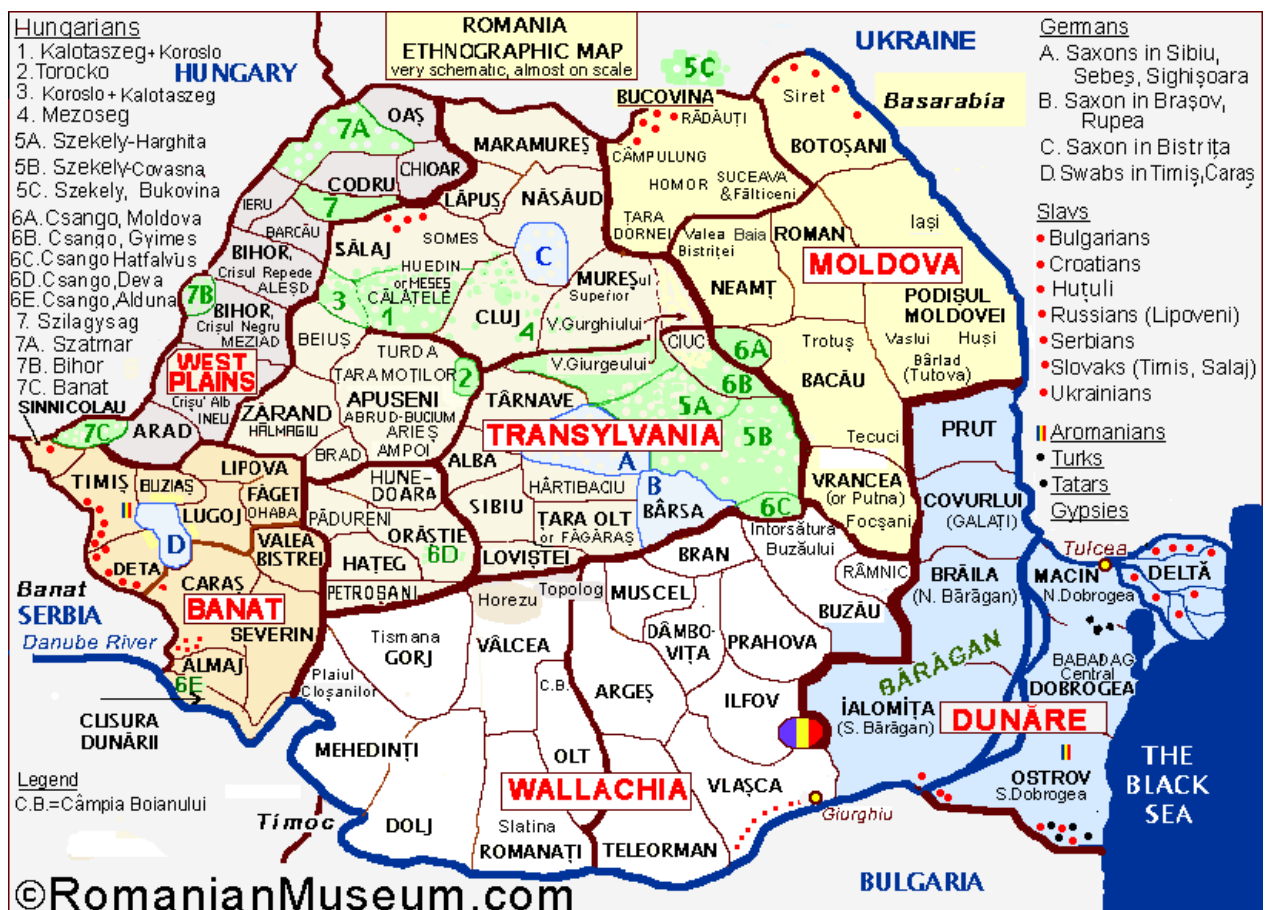 Hungarians
1. Kalotaszeg+ Koroslo
2. Torocko
3. Koroslo + Kalotaszeg
4. Mezoseg
5A. Szekely-Harghita
5B. Szekely-Covasna
5C. Szekely, Bukovina
6A. Csango, Moldova
6B. Csango, Gyimes
6C. Csango Hatfalvus
6D. Csango, Deva
6E. Csango, Alduna
7. Szilagysag
7A. Szatmar
7B. Bihor
7C. Banat
ROMANIA
ETHNOGRAPHIC MAP
very schematic, almost on scale
Germans
A. Saxons in Sibiu,
Sebeș, Sighișoara
B. Saxon in Brașov,
Rupea
C. Saxon in Bistrița
D. Swabs in Timiș, Caraș
Slavs
Bulgarians
Croatians
Huțuli
Russians (Lipoveni)
Serbians
Slovaks (Timis, Salaj)
Ukrainians
Aromanians
Turks
Tatars
Gypsies
HUNGARY
UKRAINE
Basarabia
5C
BUCOVINA
RĂDĂUȚI
Siret
BOTOȘANI
CÂMPULUNG
HOMOR
SUCEAVA
& Fălticeni
TARA
DORNEI
7A
OAȘ
MARAMUREȘ
CHIOAR
CODRU
7
LĂPUȘ
NĂSĂUD
IERU
BARCĂU
SĂLAJ
SOMES
C
BIHOR,
Crisul Repede
ALEȘD
HUEDIN
or MESES
CĂLĂȚELE
3
1
CLUJ
4
MUREȘul
Superior
V.Gurghiului
V.Giurgeului
7B
BIHOR,
Crișul Negru
MEZIAD
WEST
PLAINS
Crișu' Alb
INEU
BEIUȘ
TURDA
TARA MOȚILOR
2
APUSENI
ABRUD-BUCIUM
ARIEȘ
AMPOI
ZĂRAND
HĂLMAGIU
BRAD
Valea
Bistriței
Baia
ROMAN
Iași
MOLDOVA
NEAMȚ
PODIȘUL
MOLDOVEI
Vaslui
Huși
Bârlad
(Tutova)
CIUC
6A
6B
Trotuș
BACĂU
Tecuci
VRANCEA
(or Putna)
Focșani
TÂRNAVE
5A
5B
TRANSYLVANIA
A
B
BÂRSA
6C
ALBA
HÂRTIBACIU
SIBIU
TARA OLT
or FĂGĂRAȘ
LOVIȘTEI
SINNICOLAU
7C
ARAD
TIMIȘ
BUZIAȘ
LIPOVA
FĂGET
OHABA
LUGOJ
D
DETA
VALEA
BISTREI
CARAȘ
BANAT
SEVERIN
ALMAJ
6E
HUNE-
DOARA
PĂDURENI
ORĂȘTIE
6D
HAȚEG
PETROȘANI
Banat
SERBIA
Danube River
CLISURA
DUNĂRII
Horezu
Topolog
Tismana
GORJ
VÂLCEA
Plaiul
Cloșanilor
C.B.
MEHEDINȚI
OLT
DOLJ
Slatina
ROMANAȚI
WALLACHIA
TELEORMAN
VLAȘCA
Giurghiu
BRAN
MUSCEL
DÂMBO-
VIȚA
PRAHOVA
ARGEȘ
ILFOV
Intorsătura
Buzăului
RÂMNIC
BUZĂU
PRUT
COVURLUI
(GALAȚI)
BRĂILA
(N. Bărăgan)
BĂRĂGAN
ÎALOMIȚA
(S. Bărăgan)
DUNĂRE
Tulcea
MACIN
N.Dobrogea
DELTĂ
BABADAG
Central
DOBROGEA
OSTROV
S.Dobrogea
THE
BLACK
SEA
BULGARIA
Timoc
Legend
C.B.=Câmpia Boianului
©RomanianMuseum.com